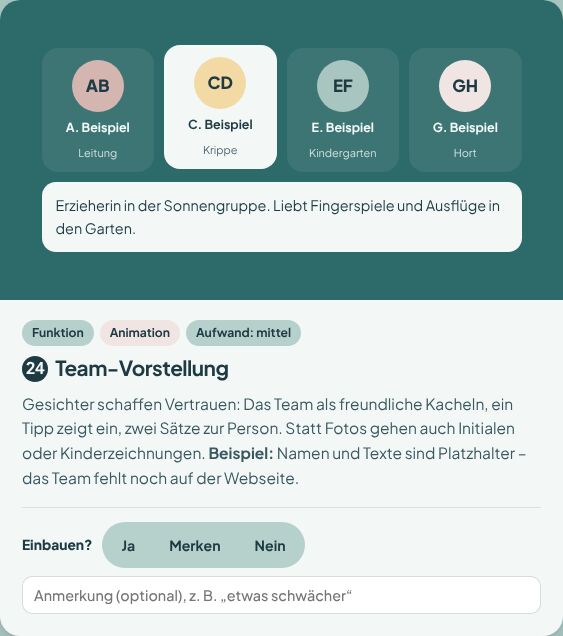 AB CD EF GH
A. Beispiel C. Beispiel E. Beispiel G. Beispiel
Leitung Krippe Kindergarten Hort
Erzieherin in der Sonnengruppe. Liebt Fingerspiele und Ausflüge in
den Garten.
Funktion Animation Aufwand: mittel
24 Team-Vorstellung
Gesichter schaffen Vertrauen: Das Team als freundliche Kacheln, ein
Tipp zeigt ein, zwei Sätze zur Person. Statt Fotos gehen auch Initialen
oder Kinderzeichnungen. Beispiel: Namen und Texte sind Platzhalter –
das Team fehlt noch auf der Webseite.
Einbauen? Ja Merken Nein
Anmerkung (optional), z. B. „etwas schwächer“